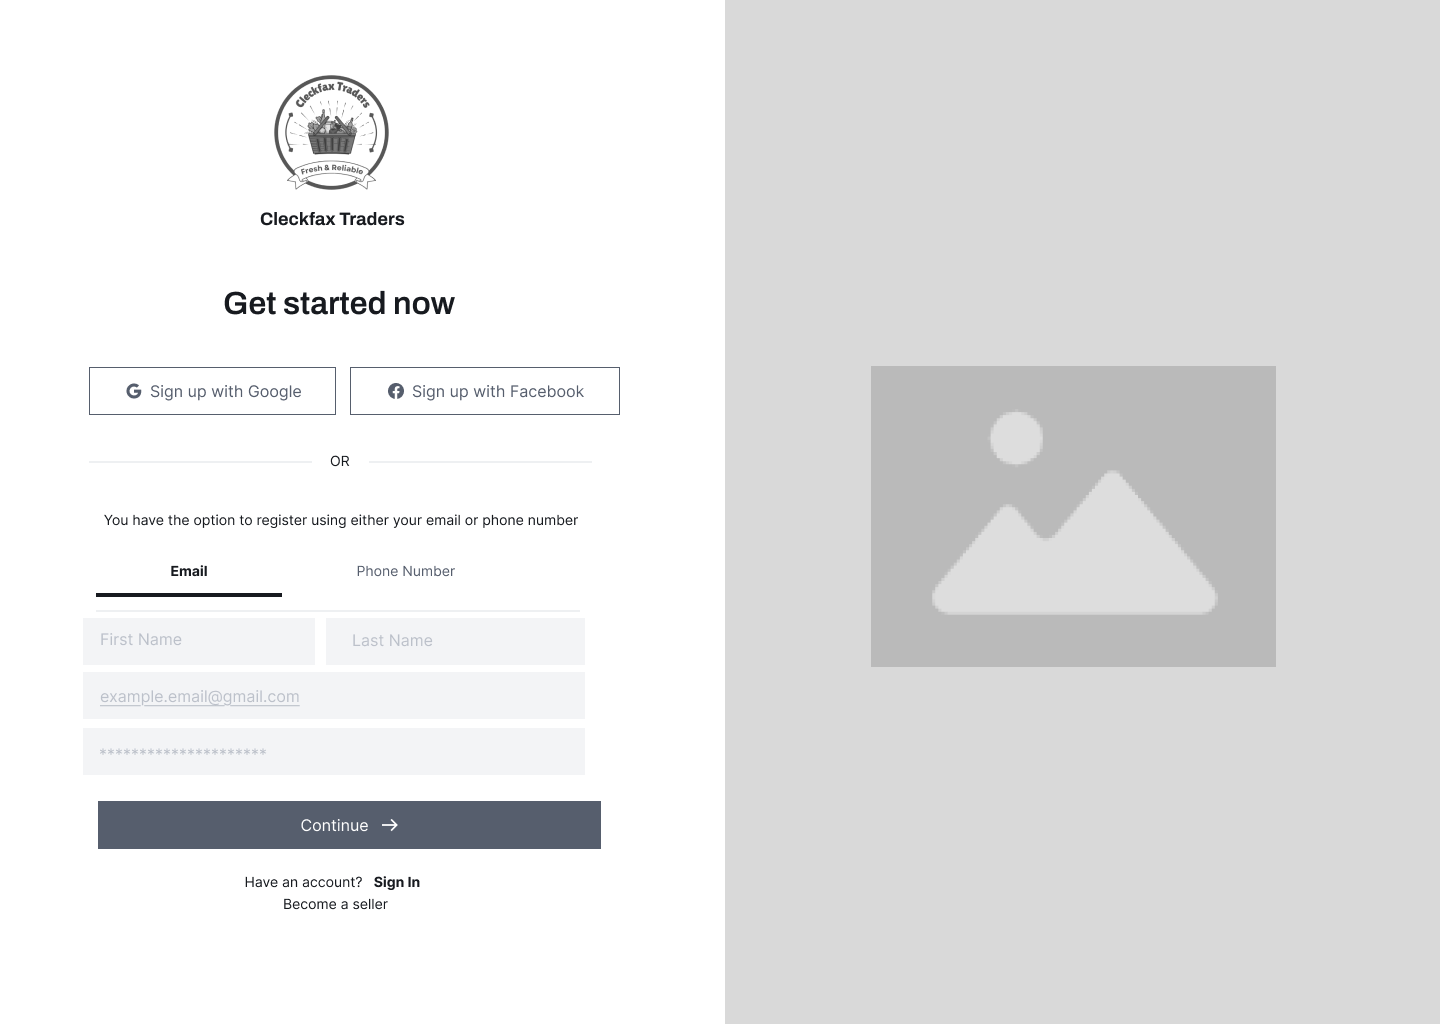 Cleckfax Traders
Fresh & Reliable
Cleckfax Traders
Get started now
Sign up with Google
Sign up with Facebook
OR
You have the option to register using either your email or phone number
Email
Phone Number
First Name
Last Name
example.email@gmail.com
*********************
Continue →
Have an account? Sign In
Become a seller